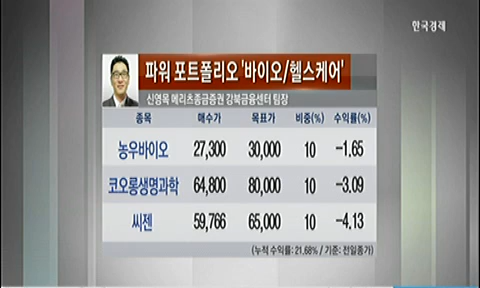 한국경제
파워 포트폴리오 '바이오/헬스케어'
신영목 메리츠종금증권 강북금융센터 팀장
종목 매수가 목표가 비중(%) 수익률(%)
농우바이오 27,300 30,000 10 -1.65
코오롱생명과학 64,800 80,000 10 -3.09
씨젠 59,766 65,000 10 -4.13
(누적 수익률: 21.68% / 기준: 전일종가)